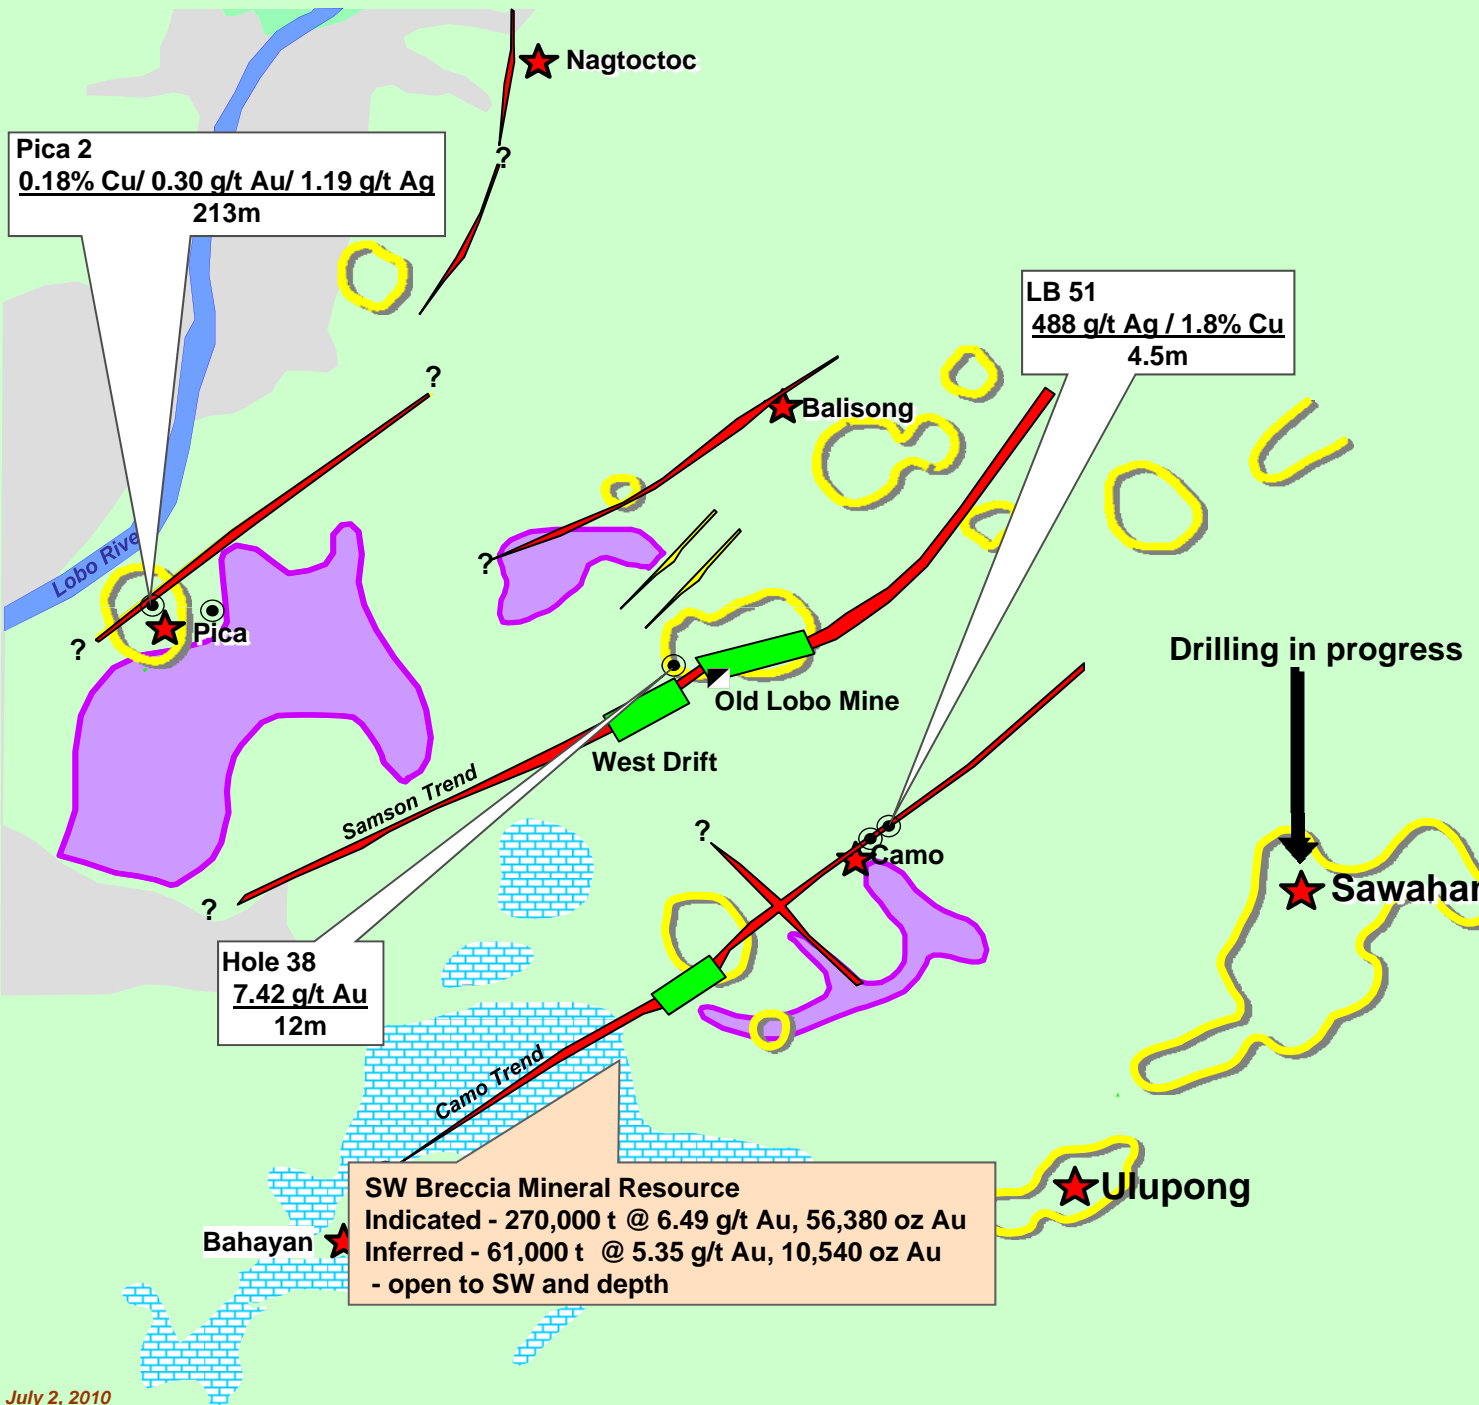 Nagtoctoc
?
Pica 2
0.18% Cu/ 0.30 g/t Au/ 1.19 g/t Ag
213m
LB 51
488 g/t Ag / 1.8% Cu
4.5m
?
Balisong
Lobo River
?
?
Pica
Drilling in progress
Old Lobo Mine
West Drift
Samson Trend
?
Camo
Sawahan
?
Hole 38
7.42 g/t Au
12m
Camo Trend
SW Breccia Mineral Resource
Indicated - 270,000 t @ 6.49 g/t Au, 56,380 oz Au
Inferred - 61,000 t @ 5.35 g/t Au, 10,540 oz Au
- open to SW and depth
Ulupong
Bahayan
July 2, 2010